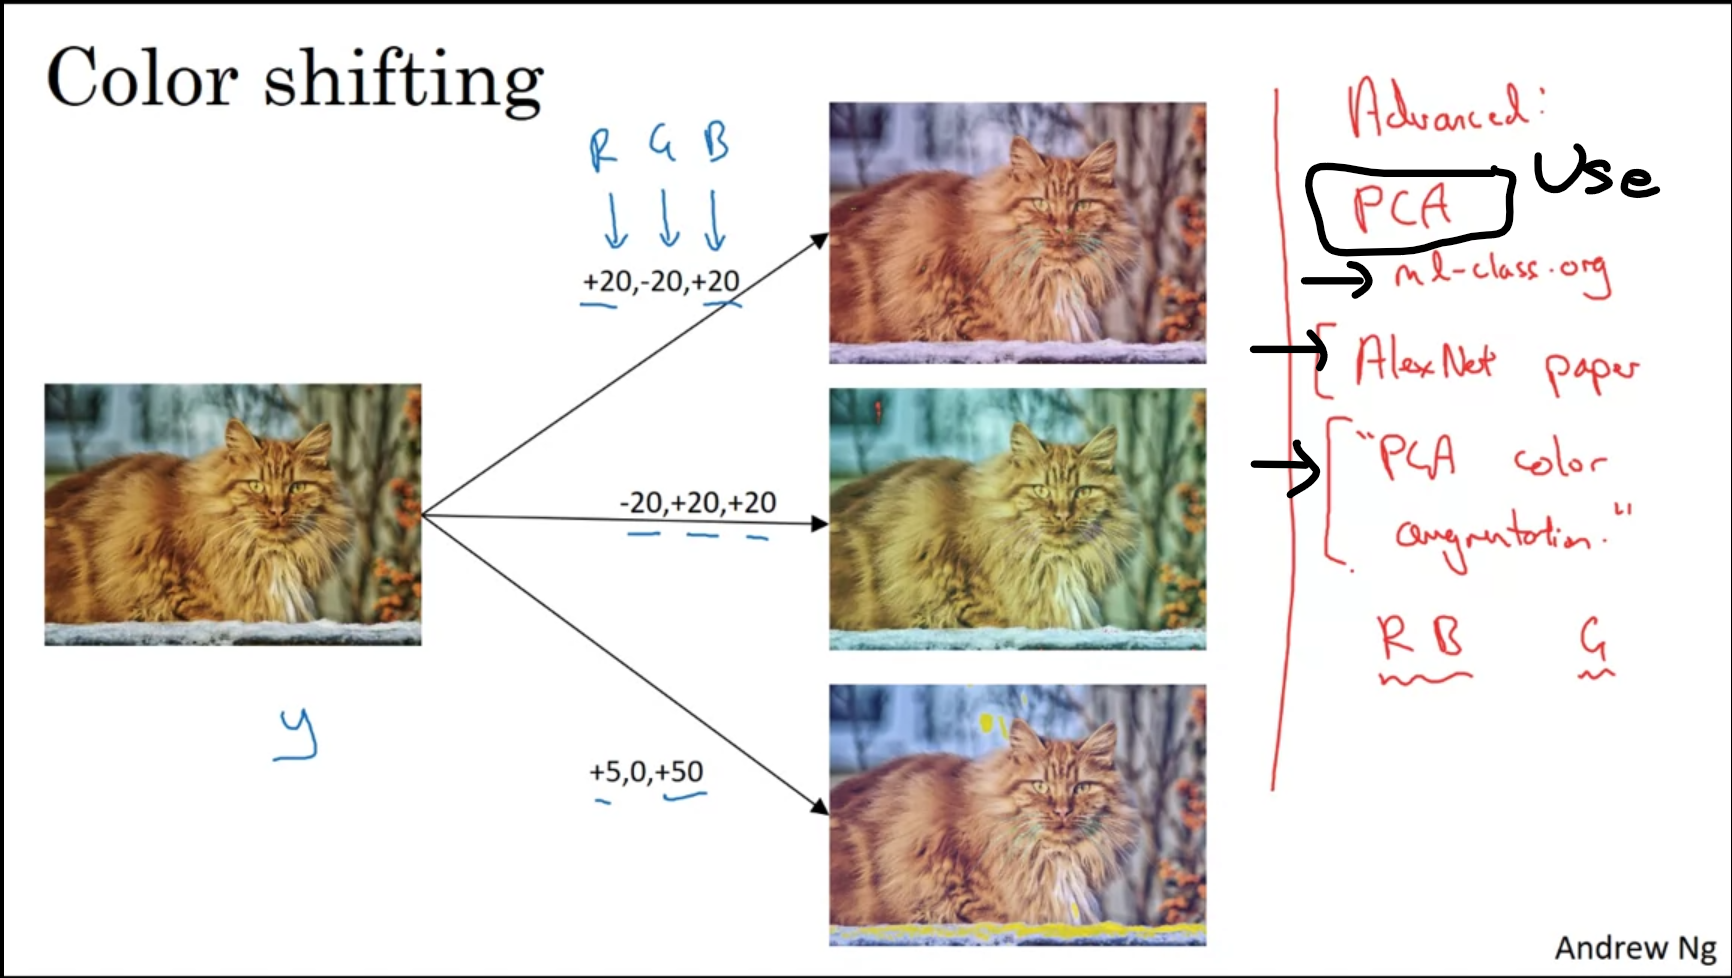 Color shifting
R G B
+20,-20,+20
-20,+20,+20
+5,0,+50
y
Advanced:
PCA
Use
ml-class.org
AlexNet paper
"PCA color
augmentation."
R B G
Andrew Ng